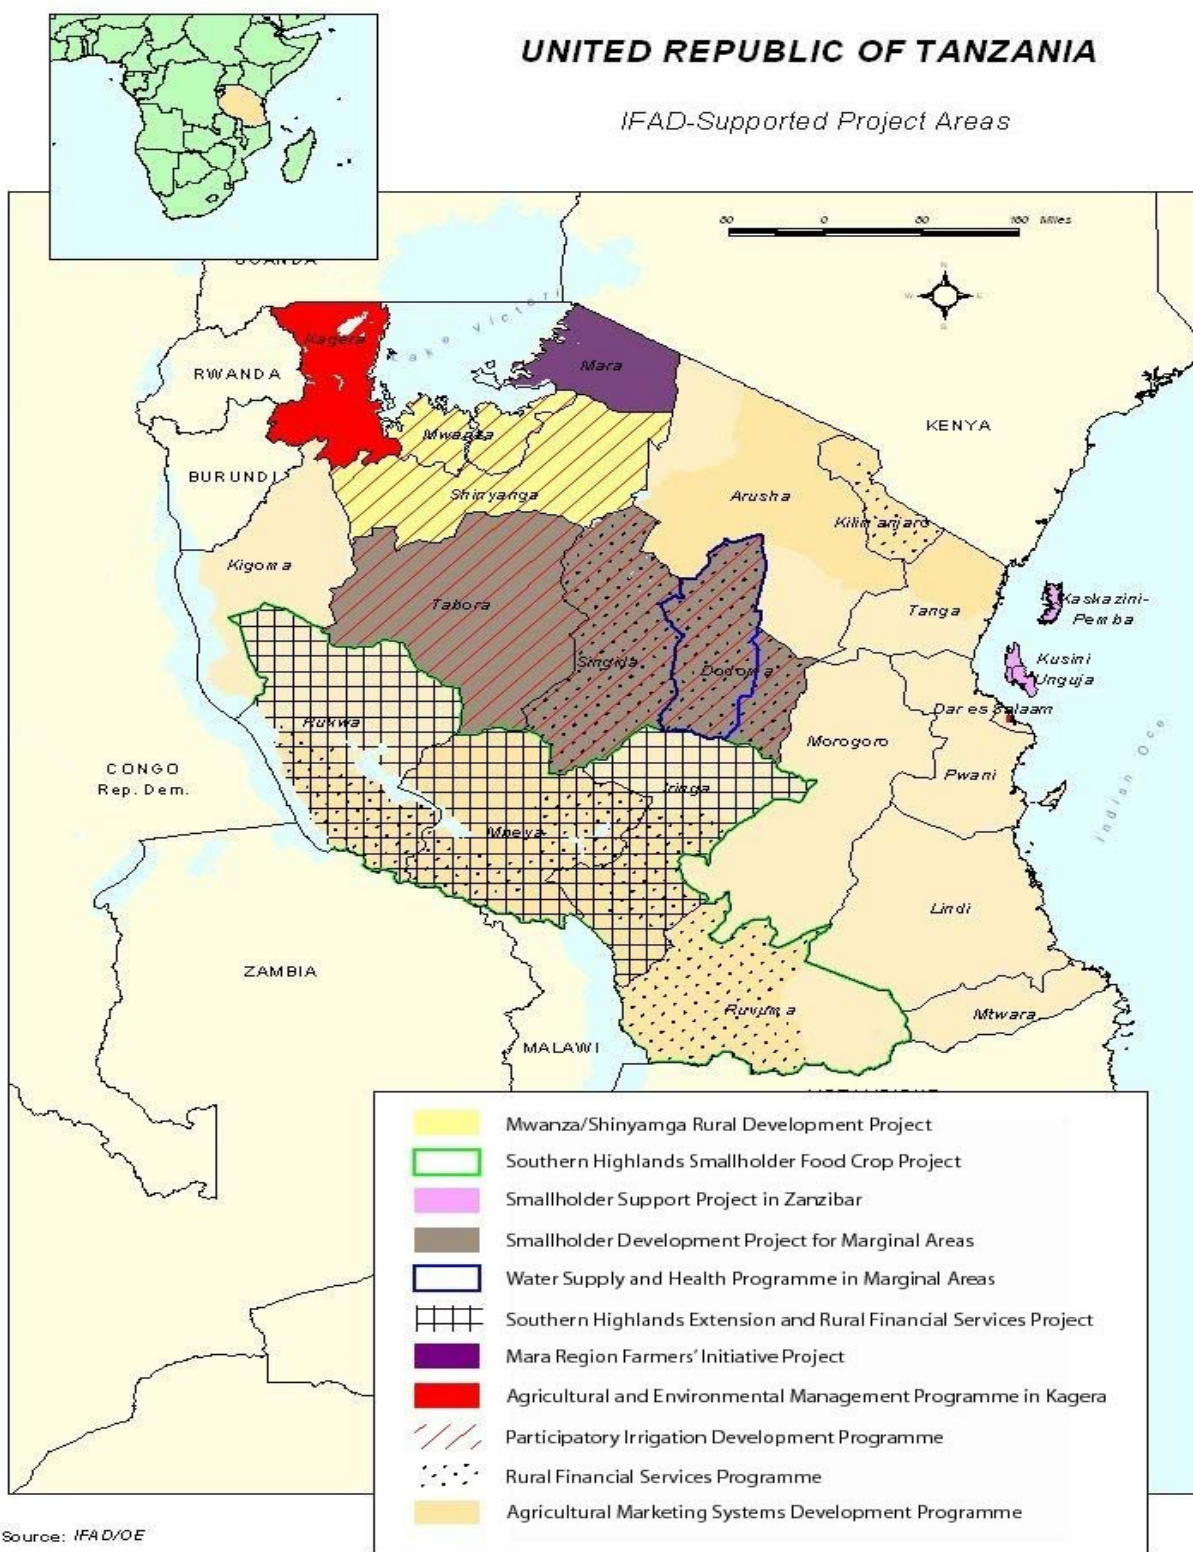 UNITED REPUBLIC OF TANZANIA
IFAD-Supported Project Areas
80 0 80 160 Miles
UGANDA
N
W E
S
Lake Victori
Kagera
RWANDA
Mara
KENYA
Mwanza
BURUNDI
Shinyanga
Arusha
Kilimanjaro
Kigoma
Tabora
Tanga
Kaskazini-
Pemba
Singida
Dodoma
Kusini
Unguja
Dar es Salaam
Rukwa
Morogoro
CONGO
Rep. Dem.
Pwani
Iringa
Indian Oce
Mbeya
Lindi
ZAMBIA
Ruvuma
Mtwara
MALAWI
Mwanza/Shinyamga Rural Development Project
Southern Highlands Smallholder Food Crop Project
Smallholder Support Project in Zanzibar
Smallholder Development Project for Marginal Areas
Water Supply and Health Programme in Marginal Areas
Southern Highlands Extension and Rural Financial Services Project
Mara Region Farmers' Initiative Project
Agricultural and Environmental Management Programme in Kagera
Participatory Irrigation Development Programme
Rural Financial Services Programme
Agricultural Marketing Systems Development Programme
Source: IFAD/OE